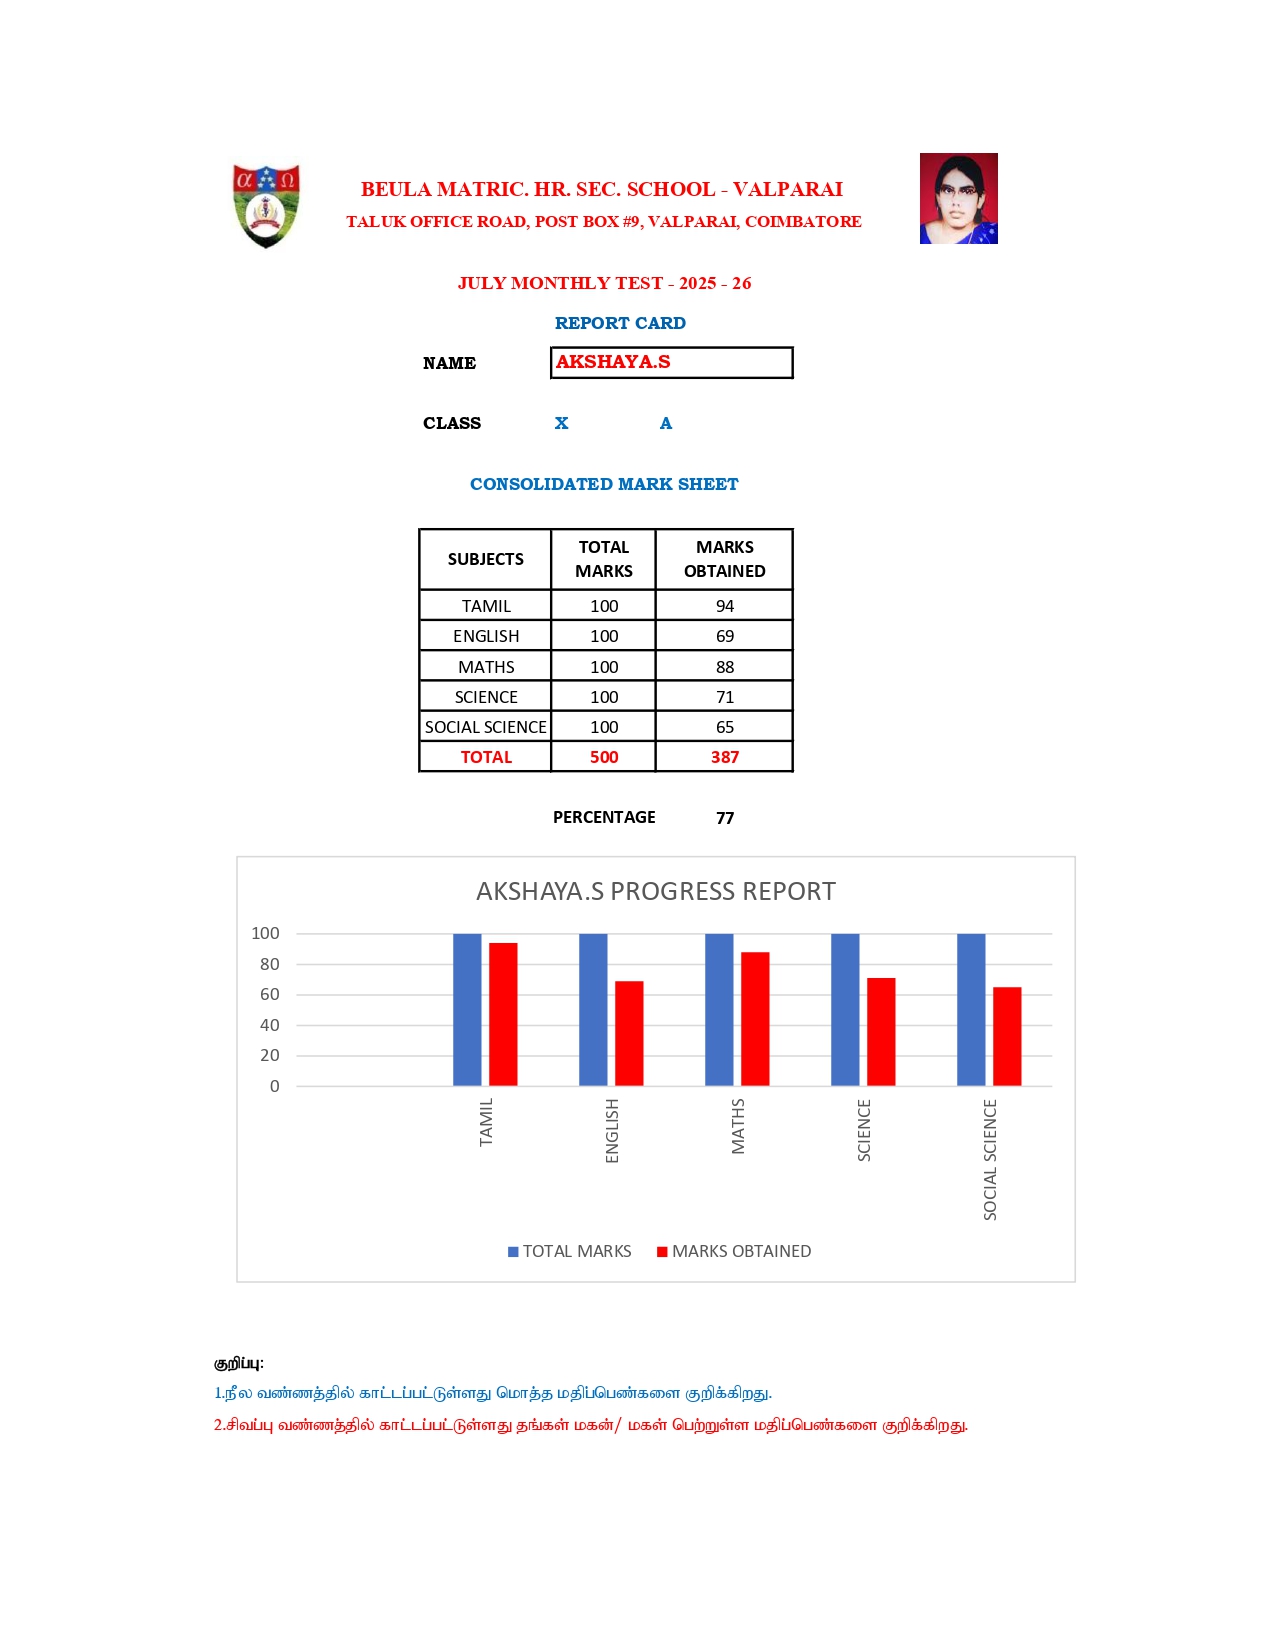 α Ω
BEULA MATRIC. HR. SEC. SCHOOL - VALPARAI
TALUK OFFICE ROAD, POST BOX #9, VALPARAI, COIMBATORE
JULY MONTHLY TEST - 2025 - 26
REPORT CARD
NAME AKSHAYA.S
CLASS X A
CONSOLIDATED MARK SHEET
SUBJECTS TOTAL MARKS MARKS OBTAINED
TAMIL 100 94
ENGLISH 100 69
MATHS 100 88
SCIENCE 100 71
SOCIAL SCIENCE 100 65
TOTAL 500 387
PERCENTAGE 77
AKSHAYA.S PROGRESS REPORT
100
80
60
40
20
0
TAMIL ENGLISH MATHS SCIENCE SOCIAL SCIENCE
TOTAL MARKS MARKS OBTAINED
குறிப்பு:
1.நீல வண்ணத்தில் காட்டப்பட்டுள்ளது மொத்த மதிப்பெண்களை குறிக்கிறது.
2.சிவப்பு வண்ணத்தில் காட்டப்பட்டுள்ளது தங்கள் மகன்/ மகள் பெற்றுள்ள மதிப்பெண்களை குறிக்கிறது.